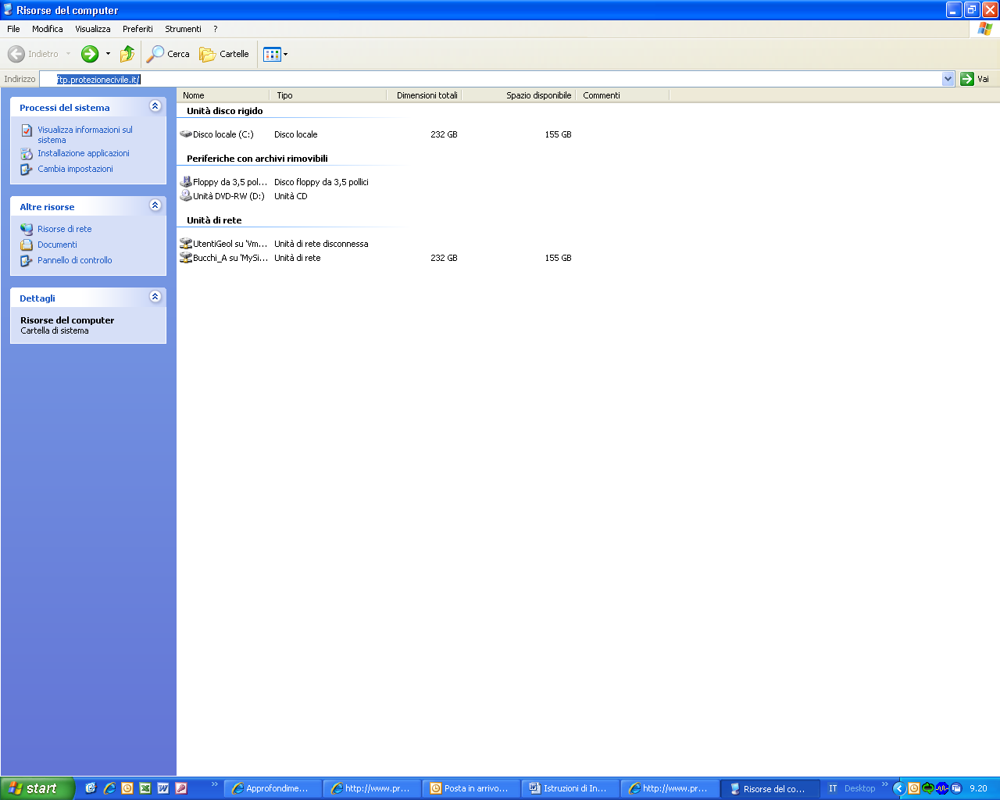 Risorse del computer
File Modifica Visualizza Preferiti Strumenti ?
Indietro Cerca Cartelle
Indirizzo ftp.protezionecivile.it/ Vai
Processi del sistema
Visualizza informazioni sul
sistema
Installazione applicazioni
Cambia impostazioni
Altre risorse
Risorse di rete
Documenti
Pannello di controllo
Dettagli
Risorse del computer
Cartella di sistema
Nome Tipo Dimensioni totali Spazio disponibile Commenti
Unità disco rigido
Disco locale (C:) Disco locale 232 GB 155 GB
Periferiche con archivi rimovibili
Floppy da 3,5 pol... Disco floppy da 3,5 pollici
Unità DVD-RW (D:) Unità CD
Unità di rete
UtentiGeol su 'Vm... Unità di rete disconnessa
Bucchi_A su 'MySi... Unità di rete 232 GB 155 GB
start Approfondime... http://www.pr... Posta in arrivo... Istruzioni di In... http://www.pr... Risorse del co... IT Desktop 9.20